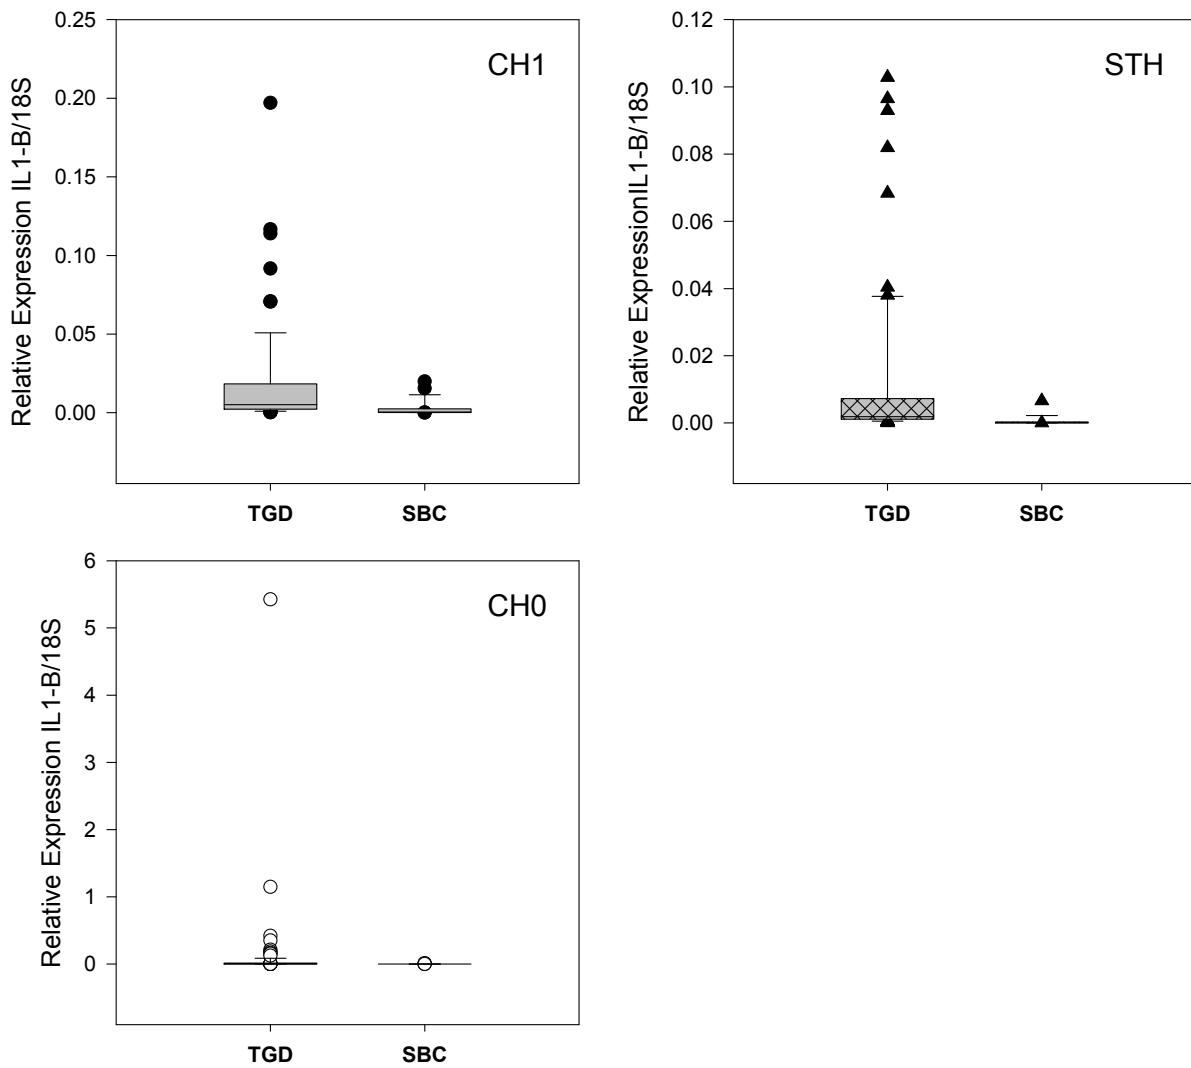 CH1
Relative Expression IL1-B/18S
0.25
0.20
0.15
0.10
0.05
0.00
TGD SBC
STH
Relative ExpressionIL1-B/18S
0.12
0.10
0.08
0.06
0.04
0.02
0.00
TGD SBC
CH0
Relative Expression IL1-B/18S
6
5
4
3
2
1
0
TGD SBC